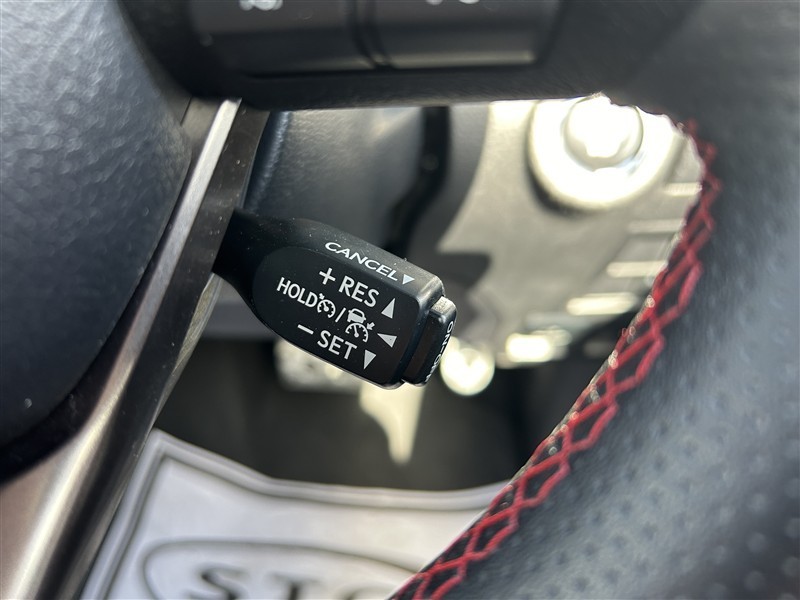 CANCEL▼
+ RES ▲
HOLD /
− SET ▼